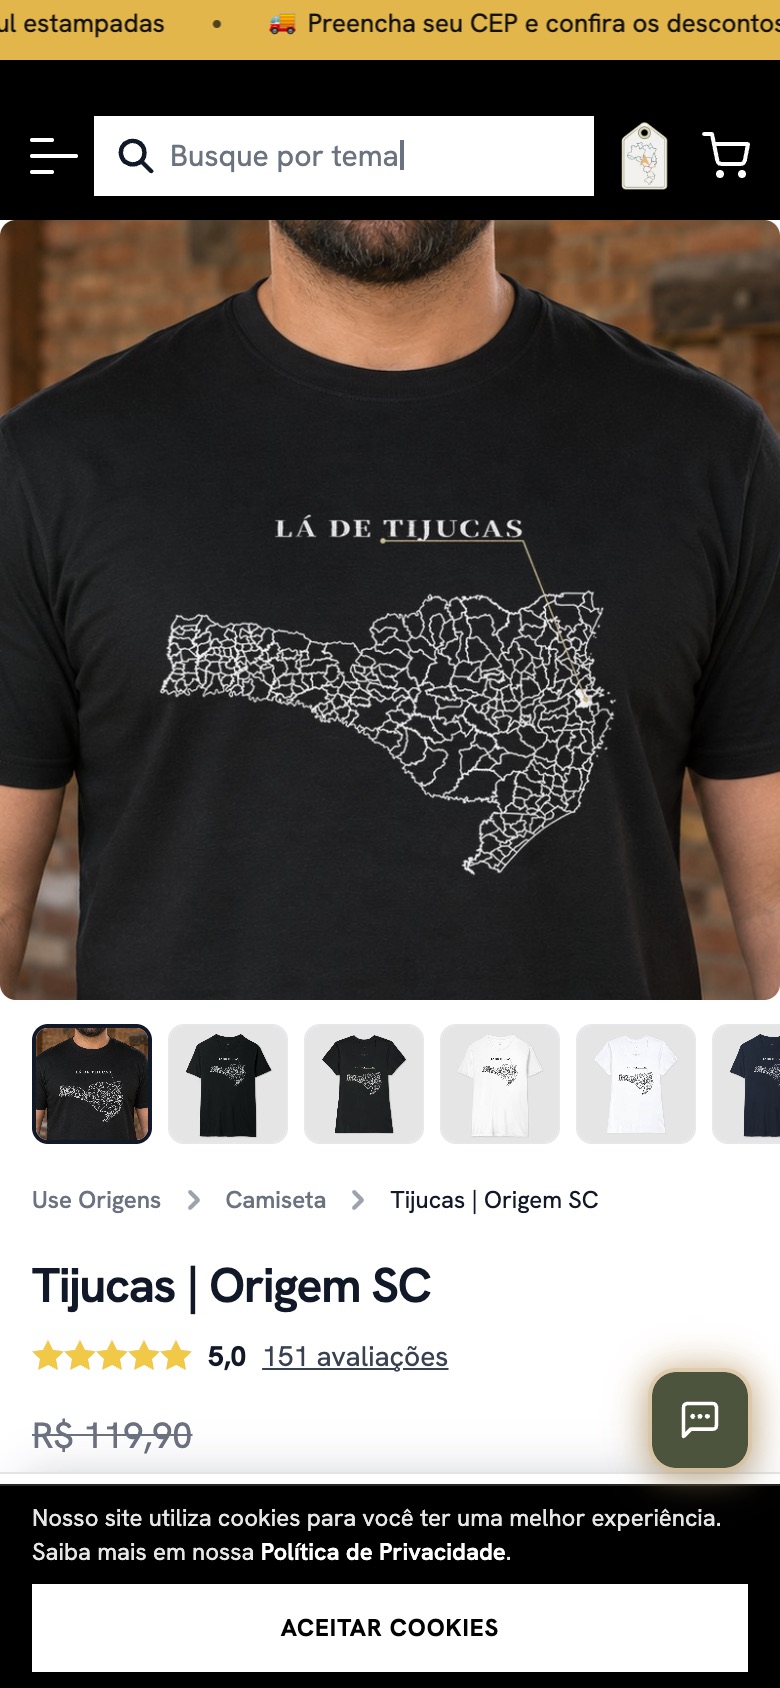 ul estampadas • 🚚 Preencha seu CEP e confira os descontos
Busque por tema
LÁ DE TIJUCAS
Use Origens > Camiseta > Tijucas | Origem SC
Tijucas | Origem SC
5,0 151 avaliações
R$ 119,90
Nosso site utiliza cookies para você ter uma melhor experiência.
Saiba mais em nossa Política de Privacidade.
ACEITAR COOKIES